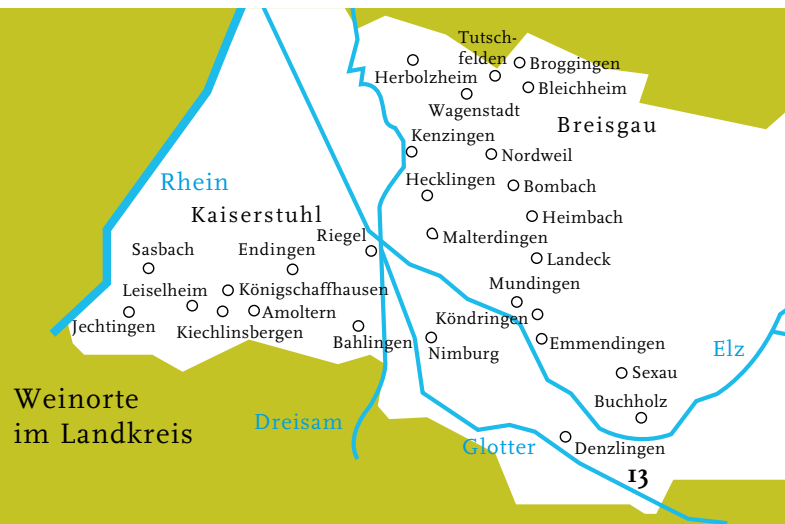 Tutsch-
felden
Broggingen
Herbolzheim
Bleichheim
Wagenstadt
Breisgau
Kenzingen
Nordweil
Hecklingen
Rhein
Bombach
Kaiserstuhl
Heimbach
Riegel
Malterdingen
Sasbach
Endingen
Landeck
Mundingen
Leiselheim
Königschaffhausen
Amoltern
Köndringen
Jechtingen
Kiechlinsbergen
Bahlingen
Nimburg
Emmendingen
Elz
Sexau
Weinorte
im Landkreis
Buchholz
Dreisam
Glotter
Denzlingen
13